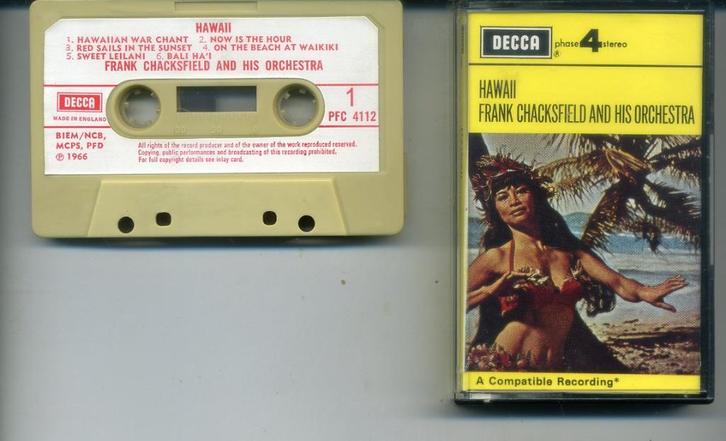 HAWAII
1. HAWAIIAN WAR CHANT 2. NOW IS THE HOUR
3. RED SAILS IN THE SUNSET 4. ON THE BEACH AT WAIKIKI
5. SWEET LEILANI 6. BALI HA'I
FRANK CHACKSFIELD AND HIS ORCHESTRA
DECCA
MADE IN ENGLAND
1
PFC 4112
BIEM/NCB,
MCPS, PFD
℗ 1966
All rights of the record producer and of the owner of the work reproduced reserved.
Copying, public performances and broadcasting of this recording prohibited.
For full copyright details see inlay card.
DECCA® phase 4 stereo
HAWAII
FRANK CHACKSFIELD AND HIS ORCHESTRA
A Compatible Recording*